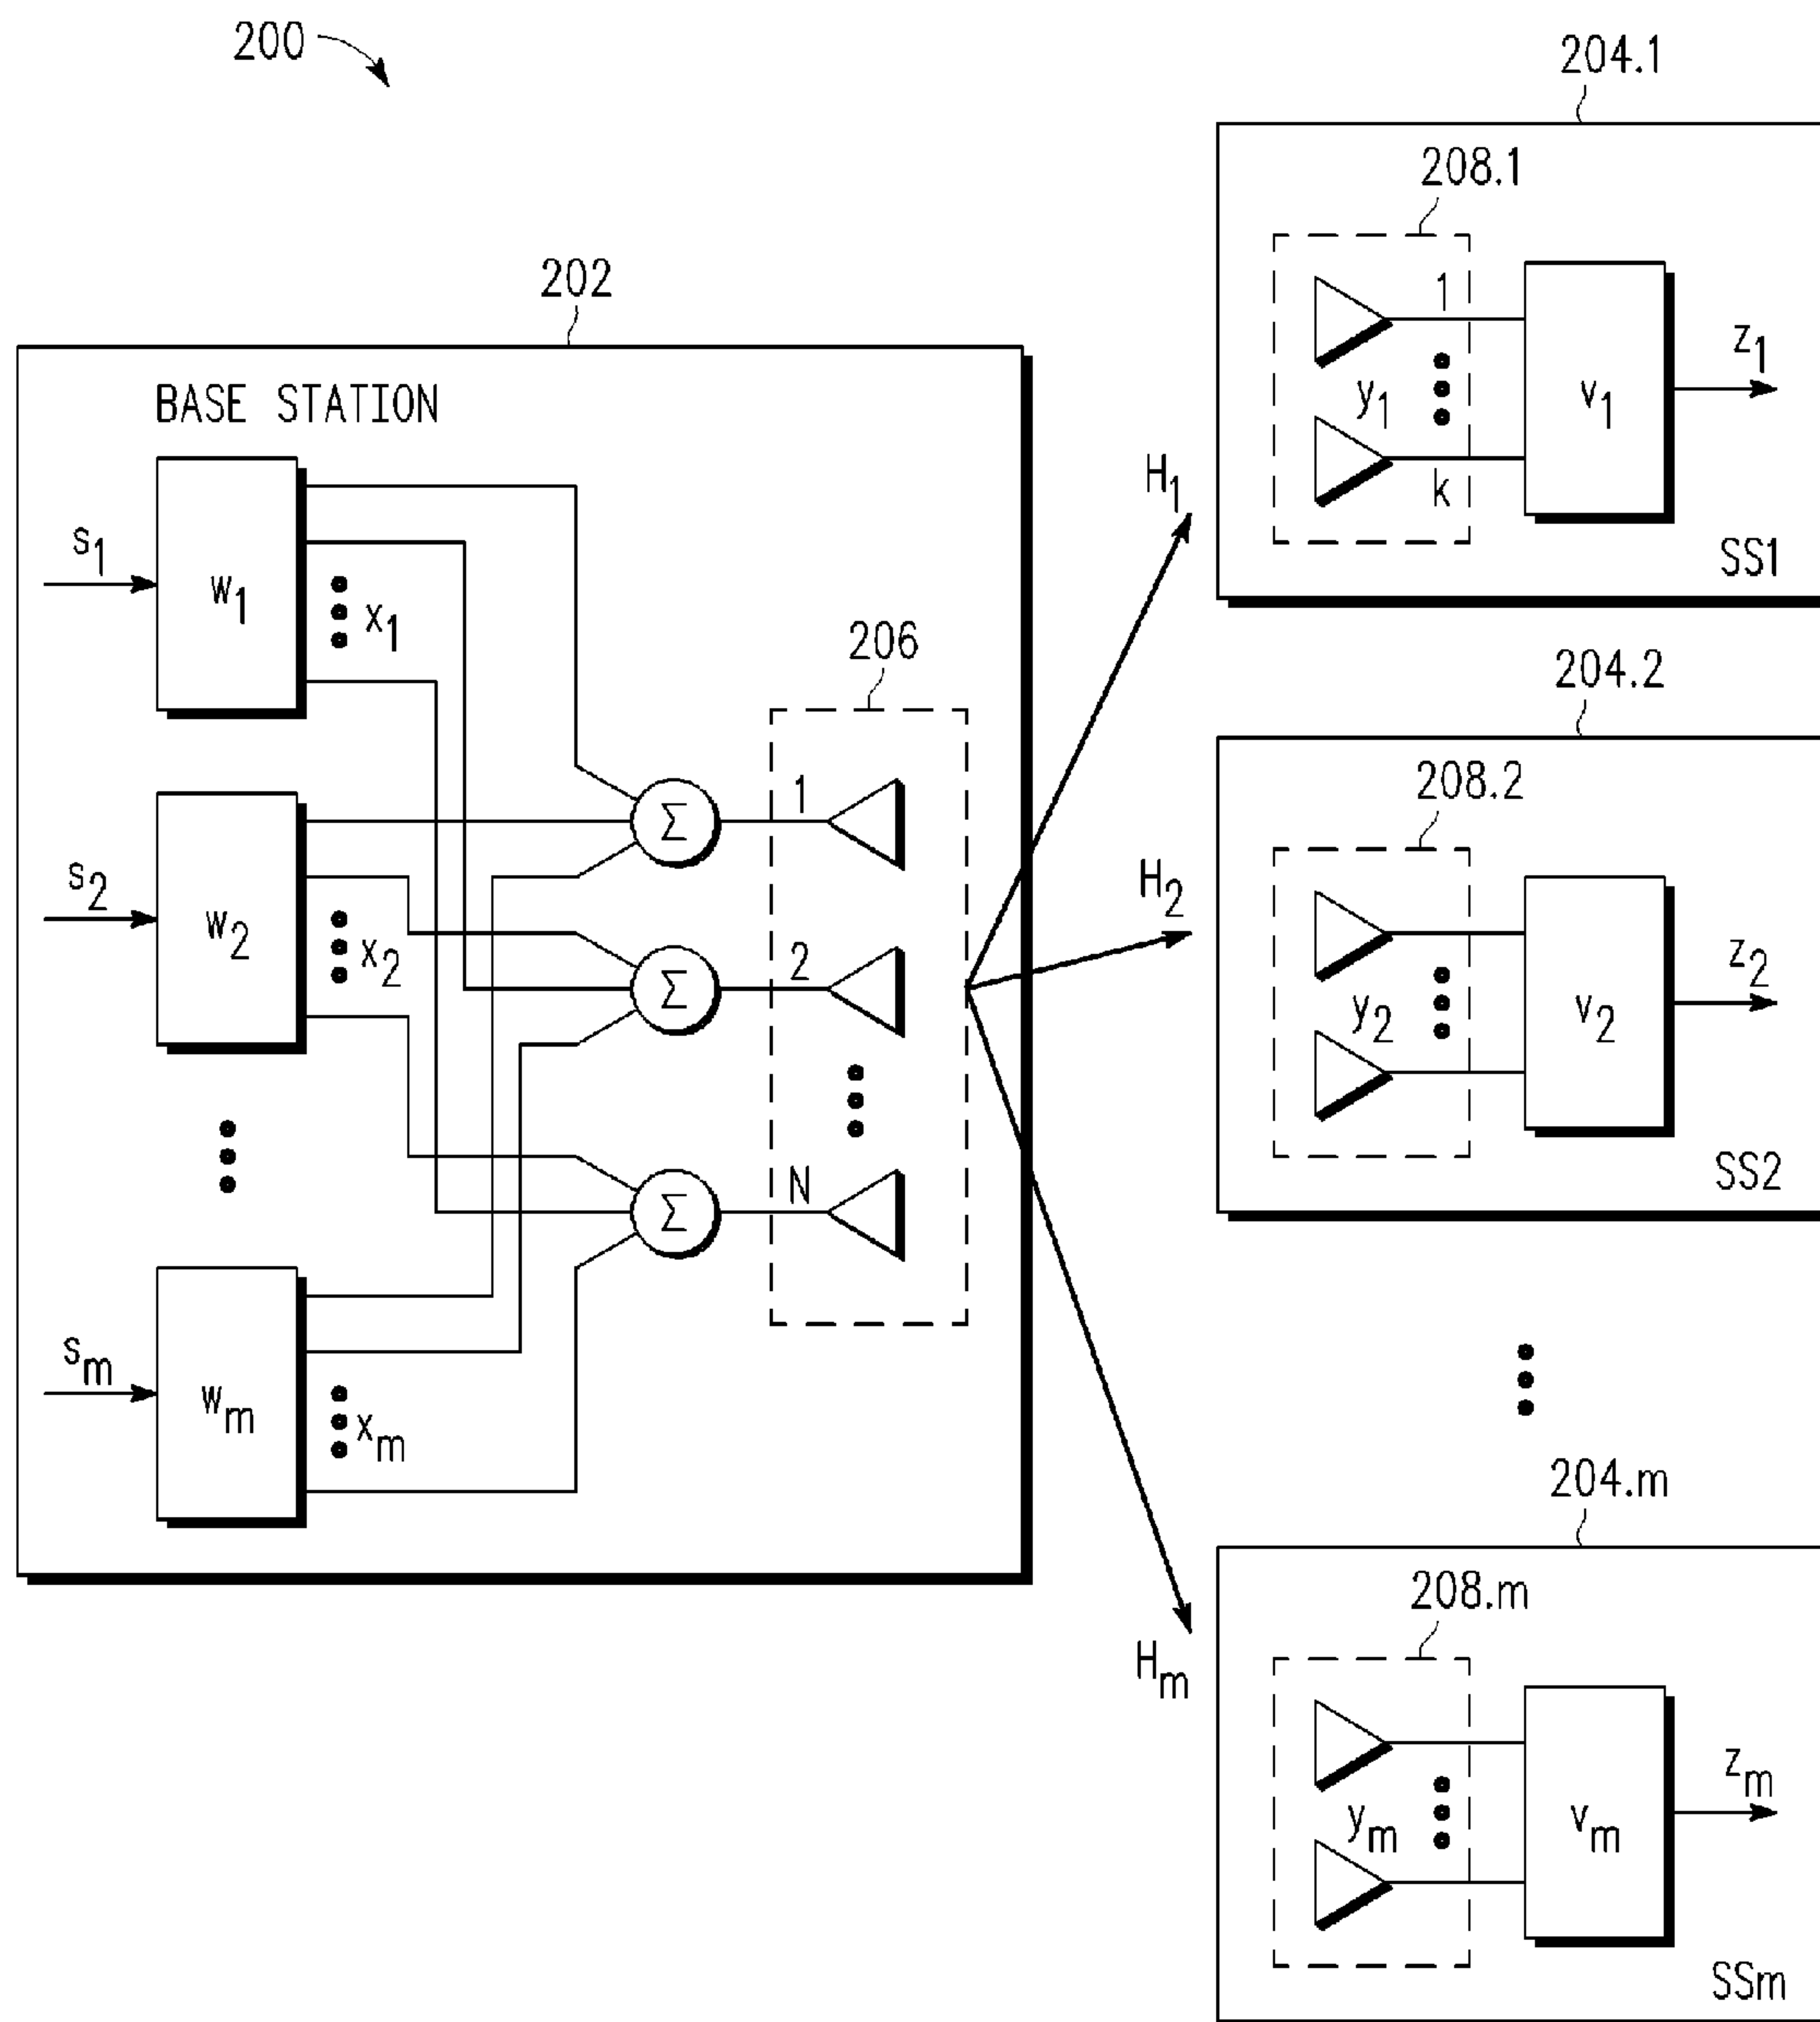 200
202
BASE STATION
s1
w1
x1
s2
w2
x2
sm
wm
xm
Σ
Σ
Σ
206
1
2
N
H1
H2
Hm
204.1
208.1
1
y1
k
v1
z1
SS1
204.2
208.2
y2
v2
z2
SS2
204.m
208.m
ym
vm
zm
SSm